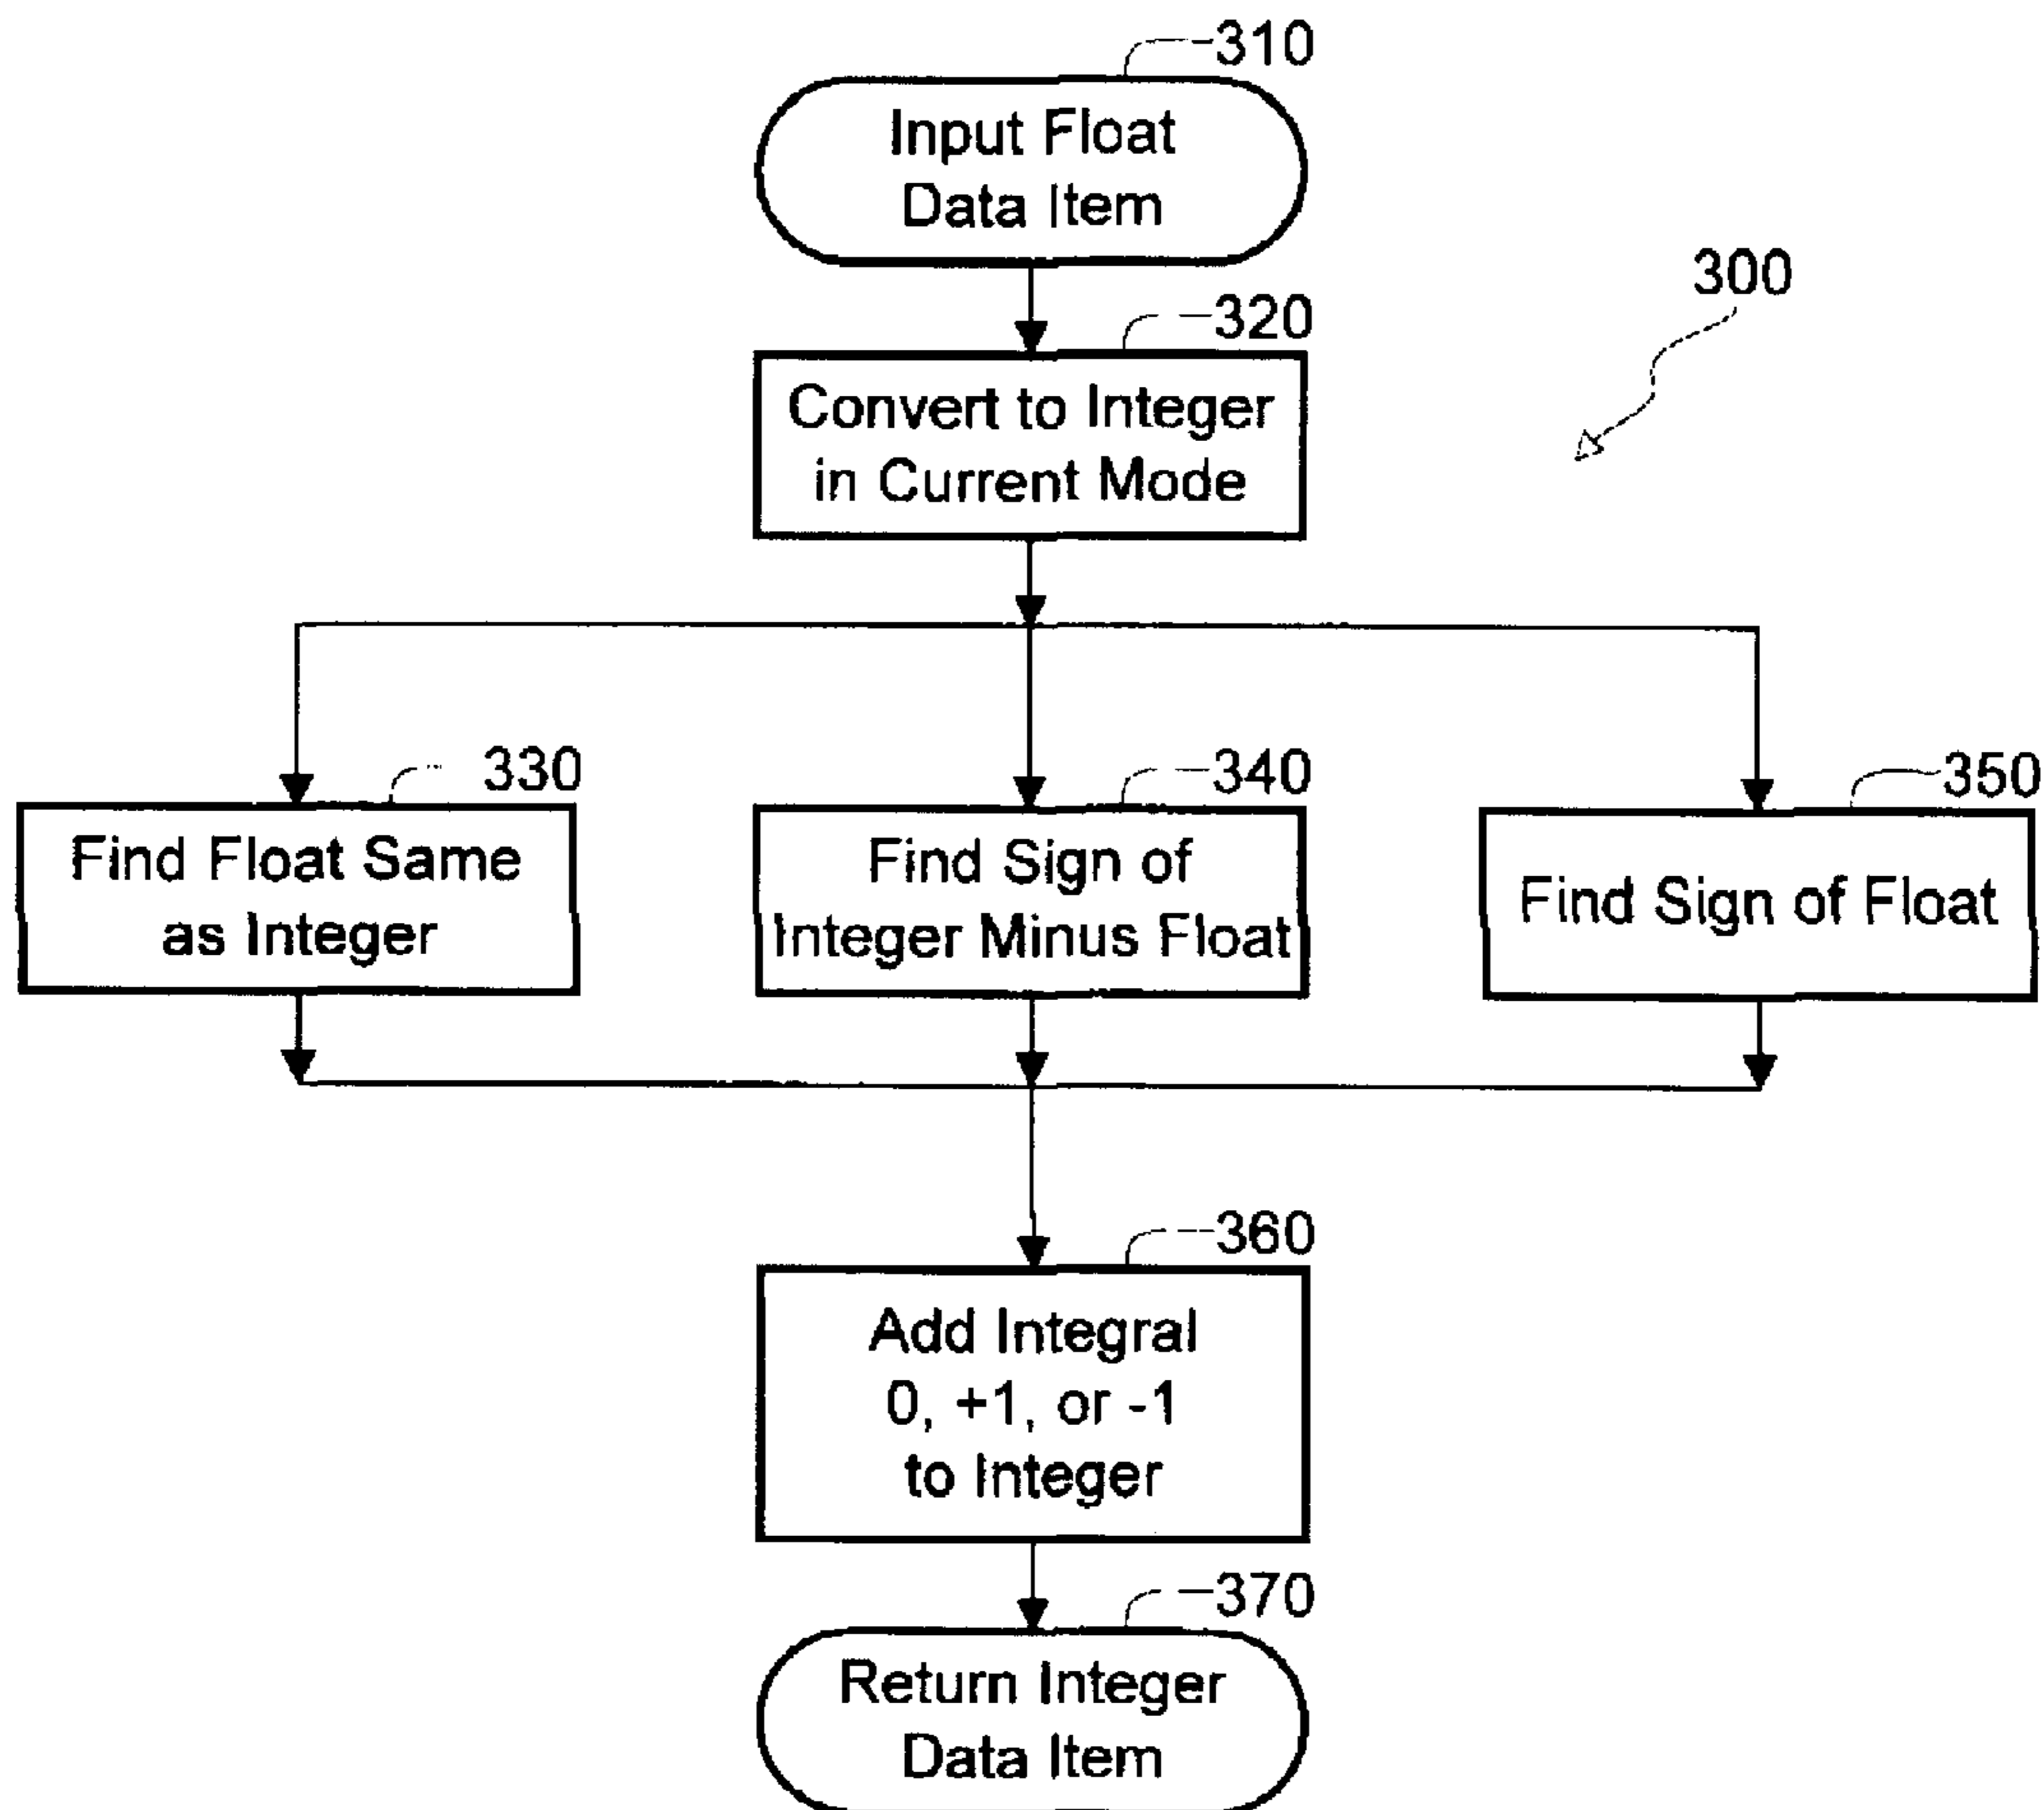 310
Input Float
Data Item
300
320
Convert to Integer
in Current Mode
330
Find Float Same
as Integer
340
Find Sign of
Integer Minus Float
350
Find Sign of Float
360
Add Integral
0, +1, or -1
to Integer
370
Return Integer
Data Item